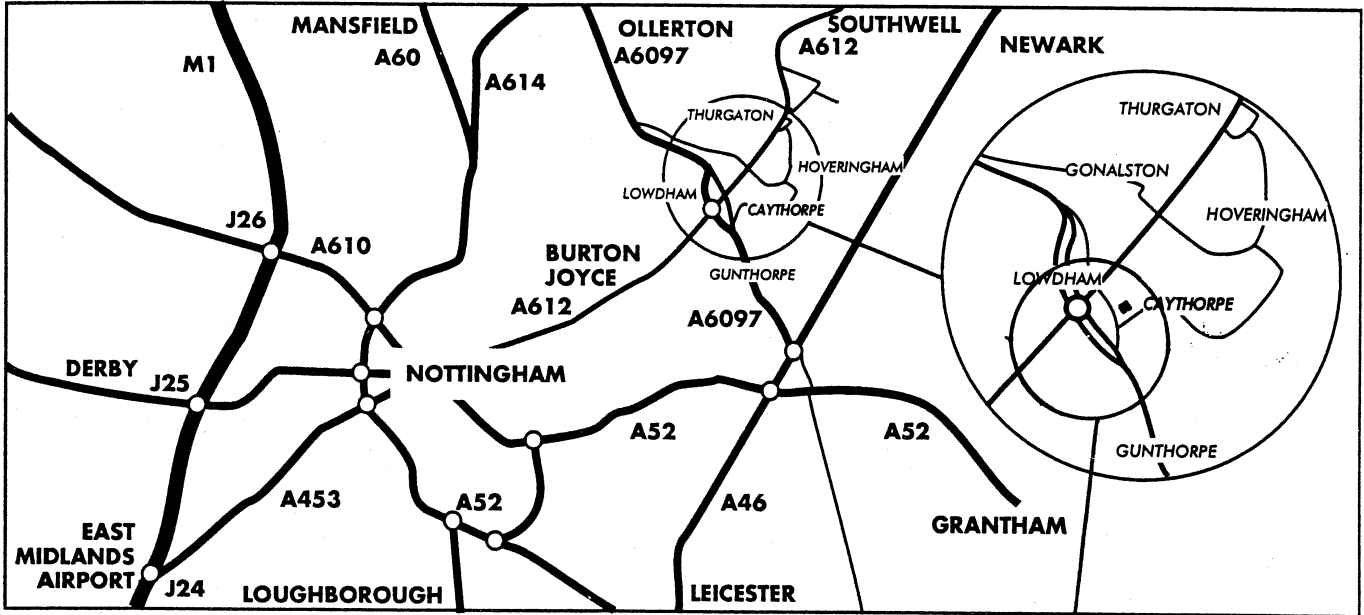 MANSFIELD
A60
OLLERTON
A6097
SOUTHWELL
A612
NEWARK
M1
A614
THURGATON
HOVERINGHAM
LOWDHAM
CAYTHORPE
GUNTHORPE
THURGATON
GONALSTON
HOVERINGHAM
LOWDHAM
CAYTHORPE
GUNTHORPE
J26
A610
BURTON
JOYCE
A612
A6097
DERBY
J25
NOTTINGHAM
A52
A52
A453
A52
A46
GRANTHAM
EAST
MIDLANDS
AIRPORT
J24
LOUGHBOROUGH
LEICESTER